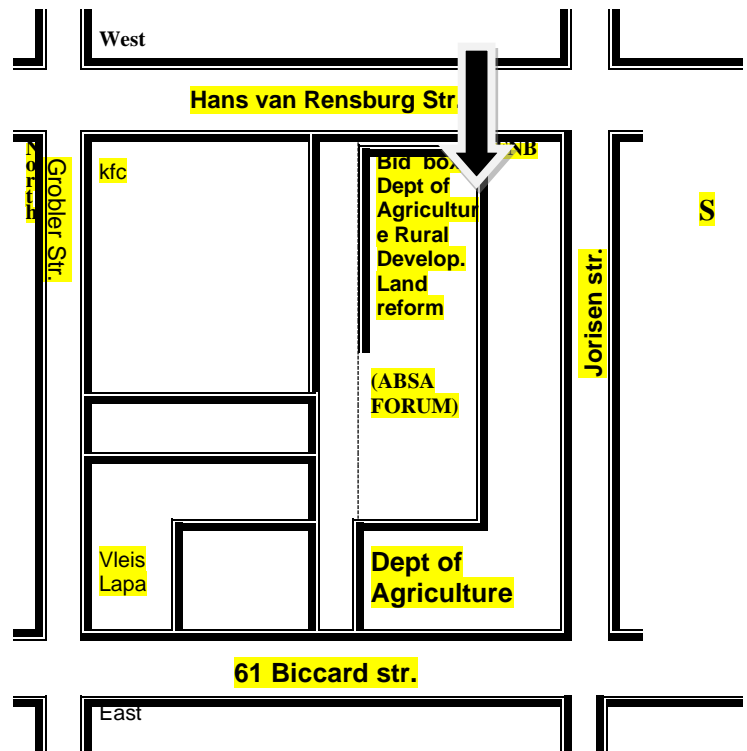 West
Hans van Rensburg Str.
North
Grobler Str.
kfc
Bid box
Dept of
Agricultur
e Rural
Develop.
Land
reform
NB
S
Jorisen str.
(ABSA
FORUM)
Vleis
Lapa
Dept of
Agriculture
61 Biccard str.
East